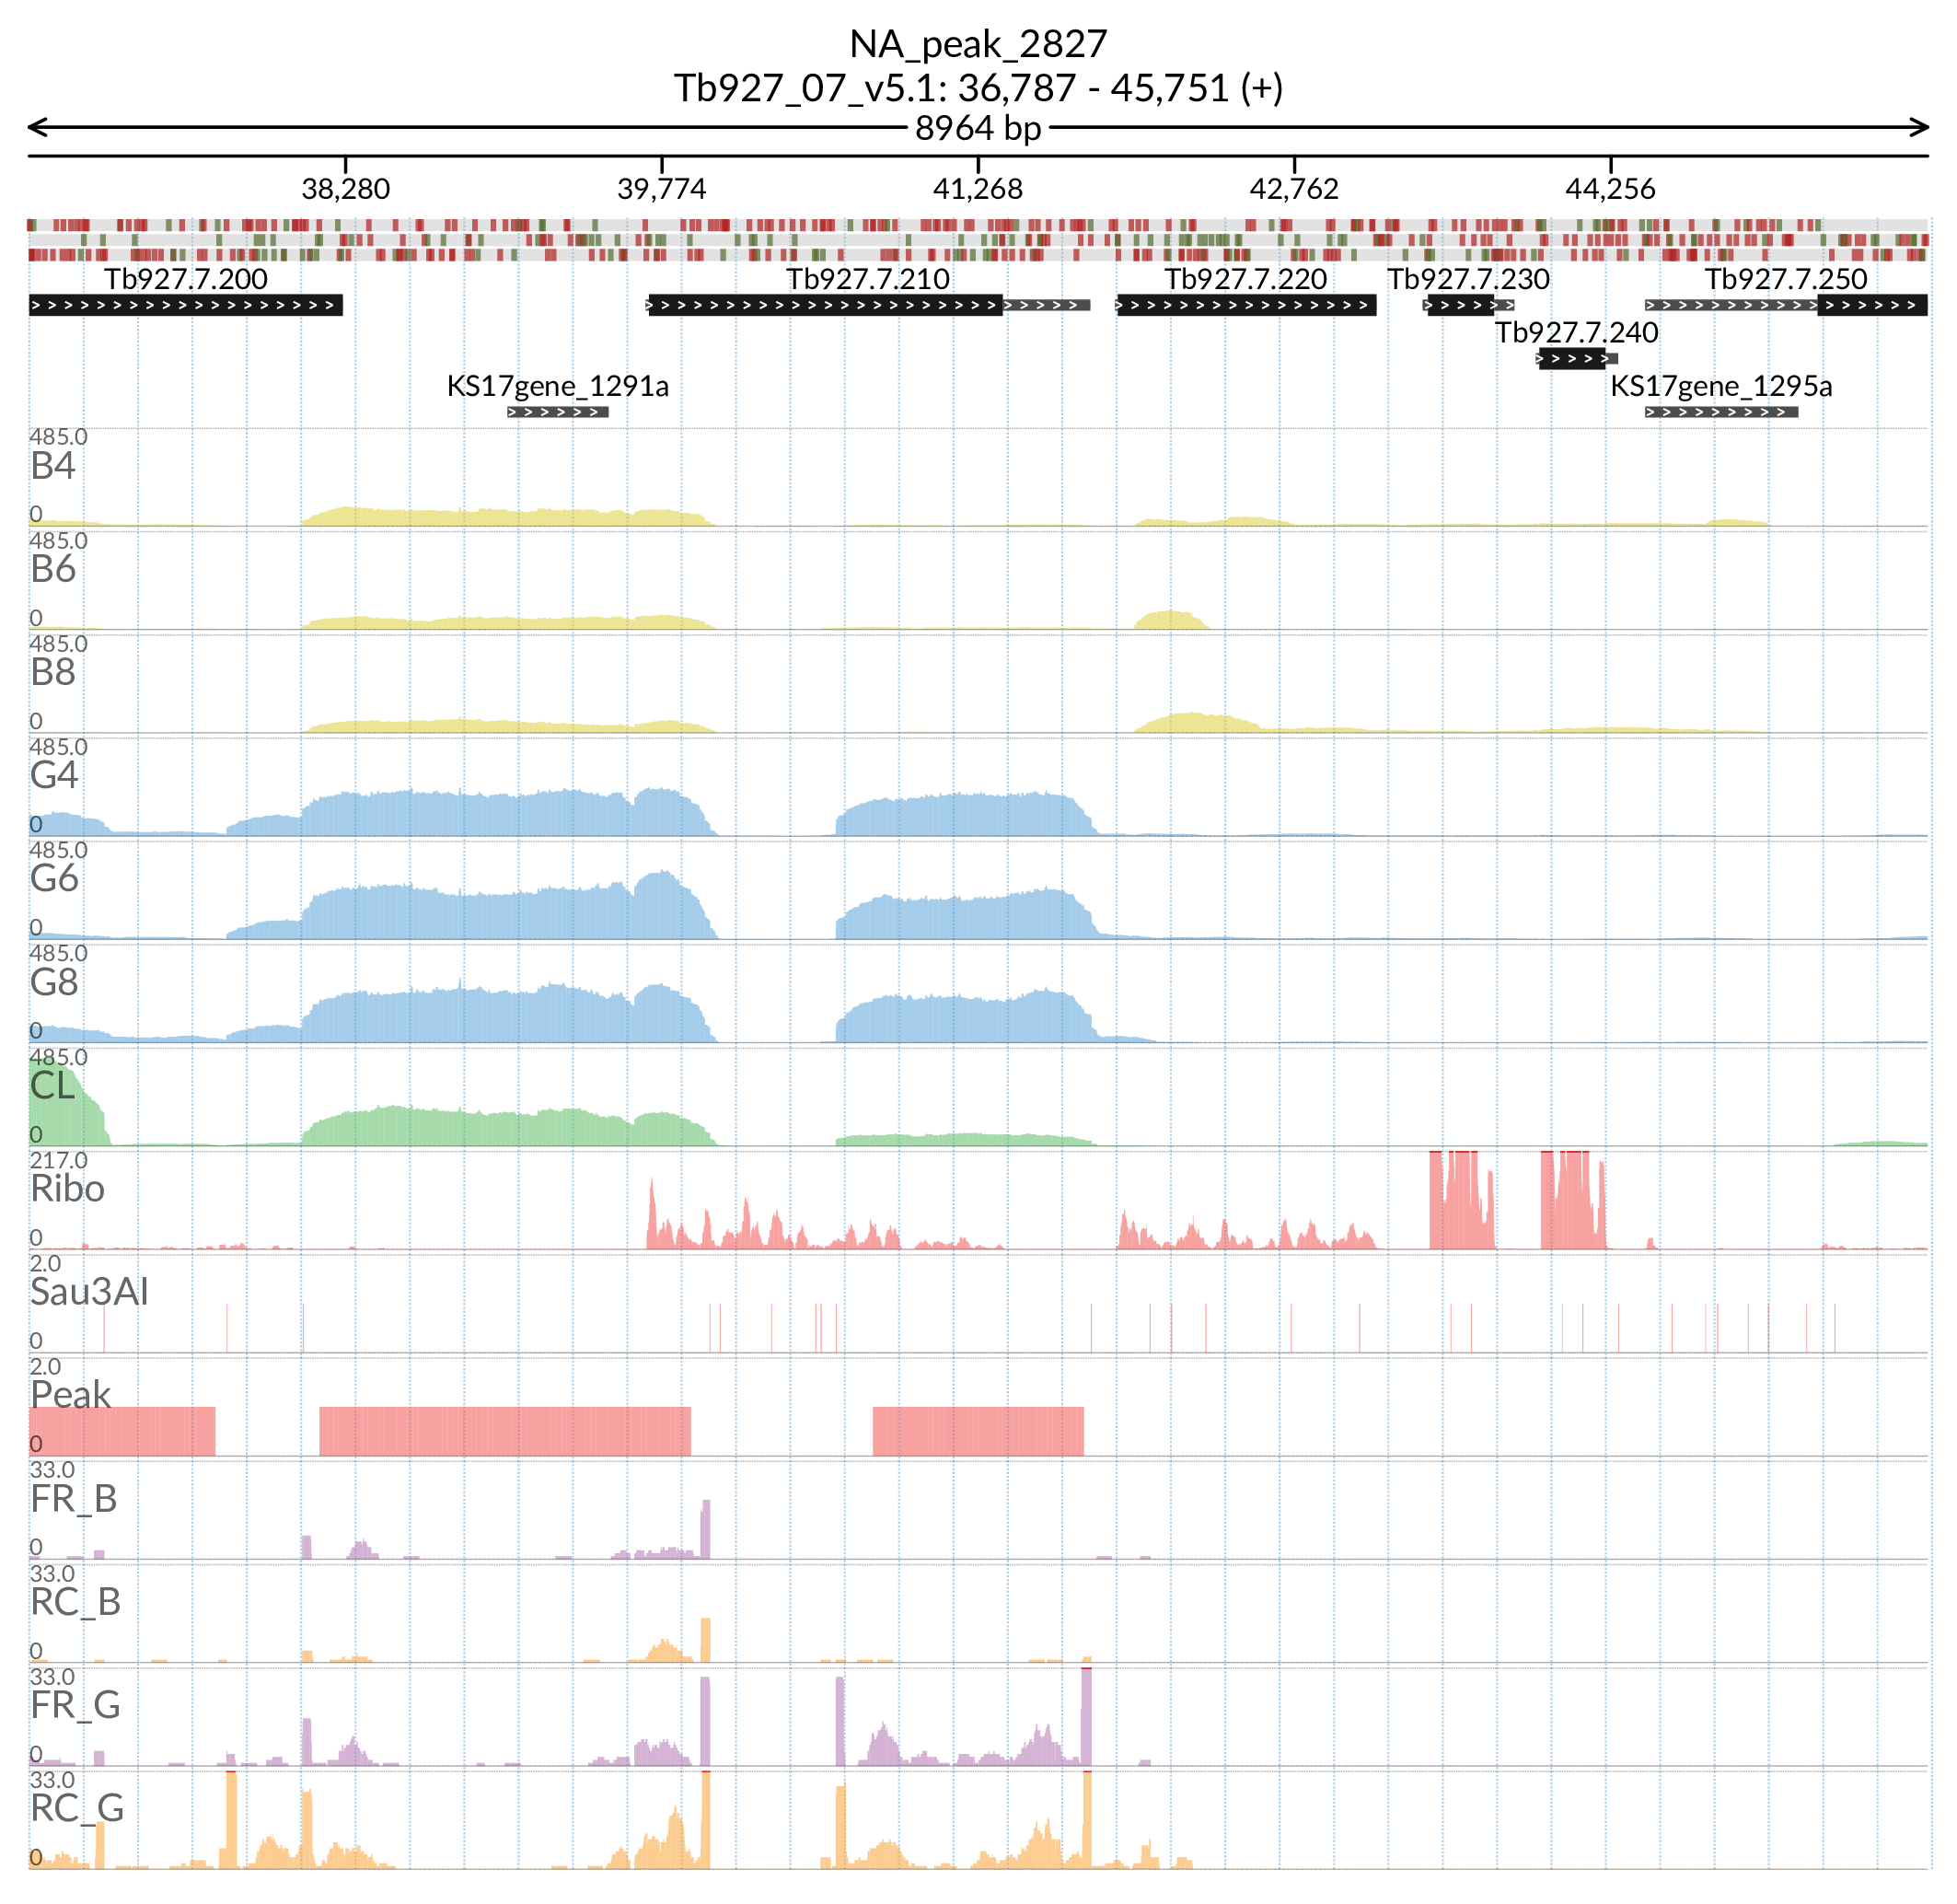 NA_peak_2827
Tb927_07_v5.1: 36,787 - 45,751 (+)
8964 bp
38,280 39,774 41,268 42,762 44,256
Tb927.7.200 Tb927.7.210 Tb927.7.220 Tb927.7.230 Tb927.7.250
Tb927.7.240
KS17gene_1291a KS17gene_1295a
485.0
B4
0
485.0
B6
0
485.0
B8
0
485.0
G4
0
485.0
G6
0
485.0
G8
0
485.0
CL
0
217.0
Ribo
0
2.0
Sau3AI
0
2.0
Peak
0
33.0
FR_B
0
33.0
RC_B
0
33.0
FR_G
0
33.0
RC_G
0